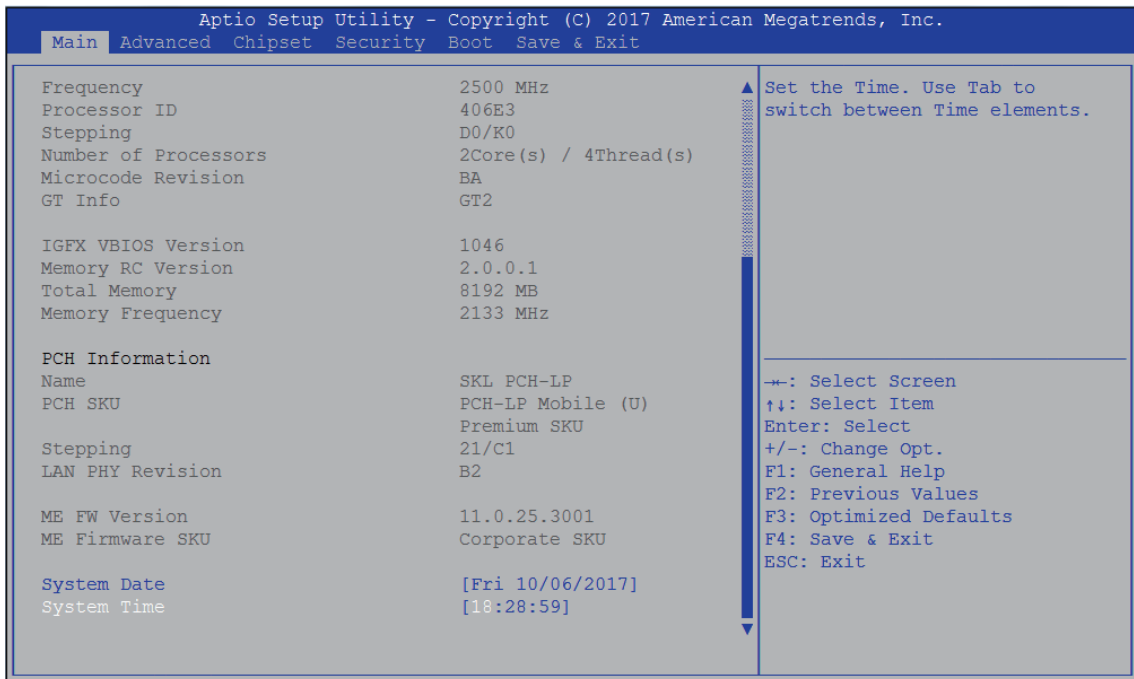 Aptio Setup Utility - Copyright (C) 2017 American Megatrends, Inc.
Main Advanced Chipset Security Boot Save & Exit
Frequency 2500 MHz
Processor ID 406E3
Stepping D0/K0
Number of Processors 2Core(s) / 4Thread(s)
Microcode Revision BA
GT Info GT2
IGFX VBIOS Version 1046
Memory RC Version 2.0.0.1
Total Memory 8192 MB
Memory Frequency 2133 MHz
PCH Information
Name SKL PCH-LP
PCH SKU PCH-LP Mobile (U)
Premium SKU
Stepping 21/C1
LAN PHY Revision B2
ME FW Version 11.0.25.3001
ME Firmware SKU Corporate SKU
System Date [Fri 10/06/2017]
System Time [18:28:59]
Set the Time. Use Tab to
switch between Time elements.
→←: Select Screen
↑↓: Select Item
Enter: Select
+/-: Change Opt.
F1: General Help
F2: Previous Values
F3: Optimized Defaults
F4: Save & Exit
ESC: Exit